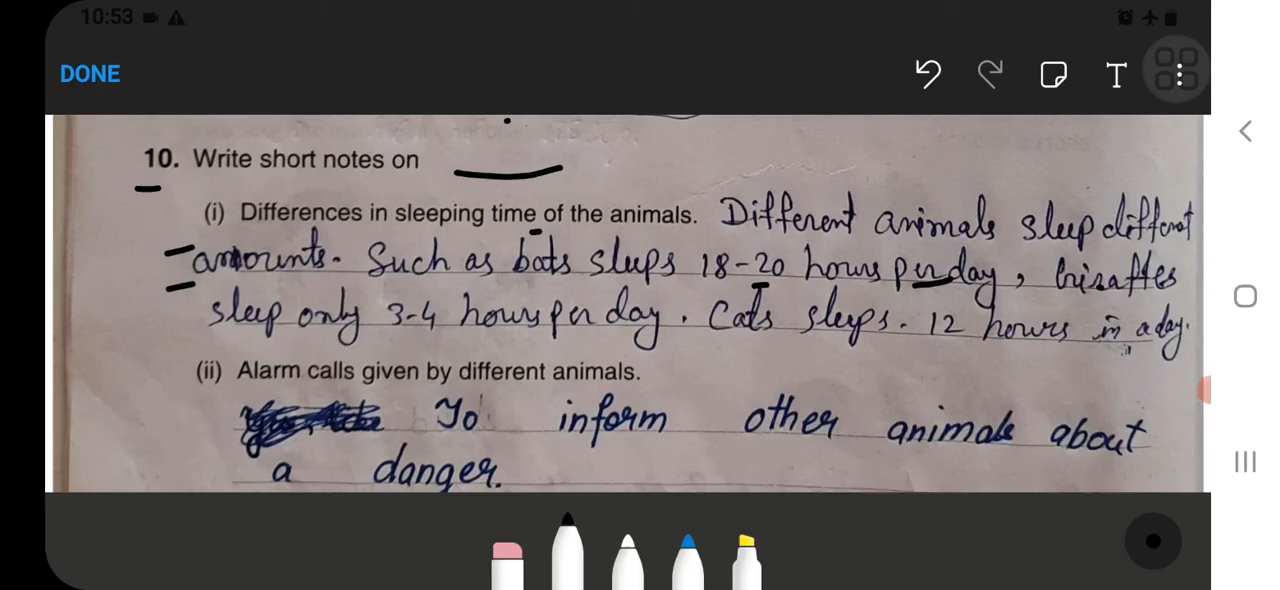 10:53
DONE
T
10. Write short notes on
(i) Differences in sleeping time of the animals. Different animals sleep different
amounts. Such as bats sleeps 18-20 hours per day, Giraffes
sleep only 3-4 hours per day. Cats sleeps. 12 hours in a day.
(ii) Alarm calls given by different animals.
To inform other animals about
a danger.